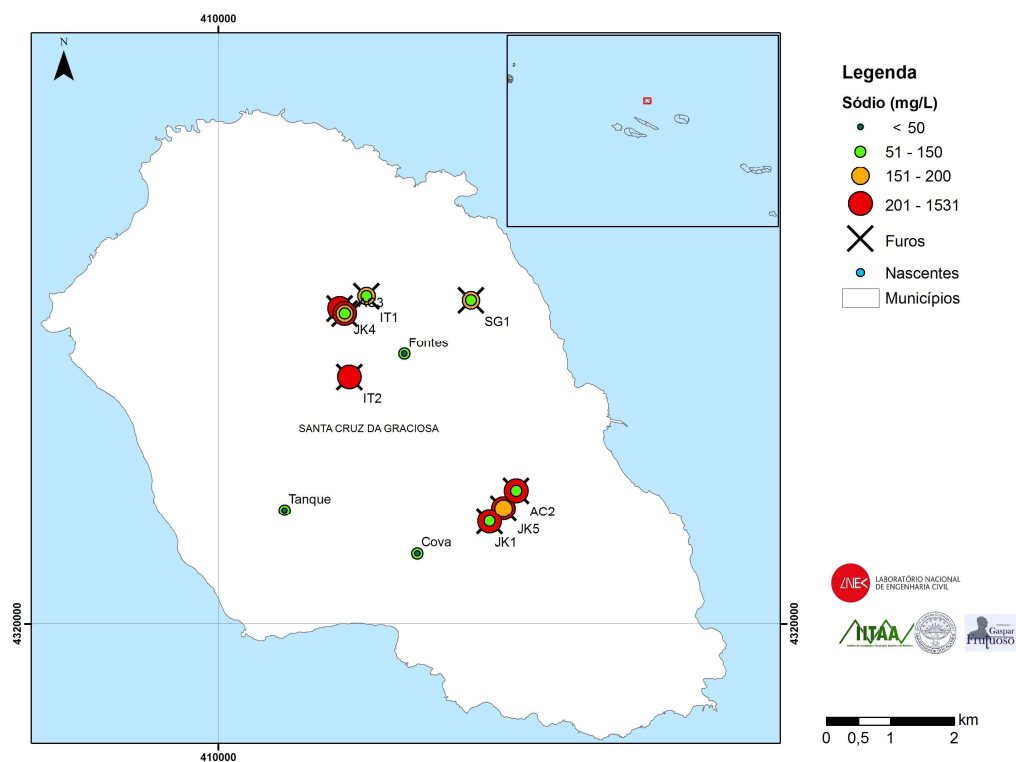 410000
N
Legenda
Sódio (mg/L)
< 50
51 - 150
151 - 200
201 - 1531
Furos
Nascentes
Municípios
IT1
JK4
SG1
Fontes
IT2
SANTA CRUZ DA GRACIOSA
Tanque
AC2
JK5
JK1
Cova
4320000
4320000
410000
LNEC
LABORATÓRIO NACIONAL
DE ENGENHARIA CIVIL
INTAA
Gaspar
Frutuoso
km
0 0,5 1 2